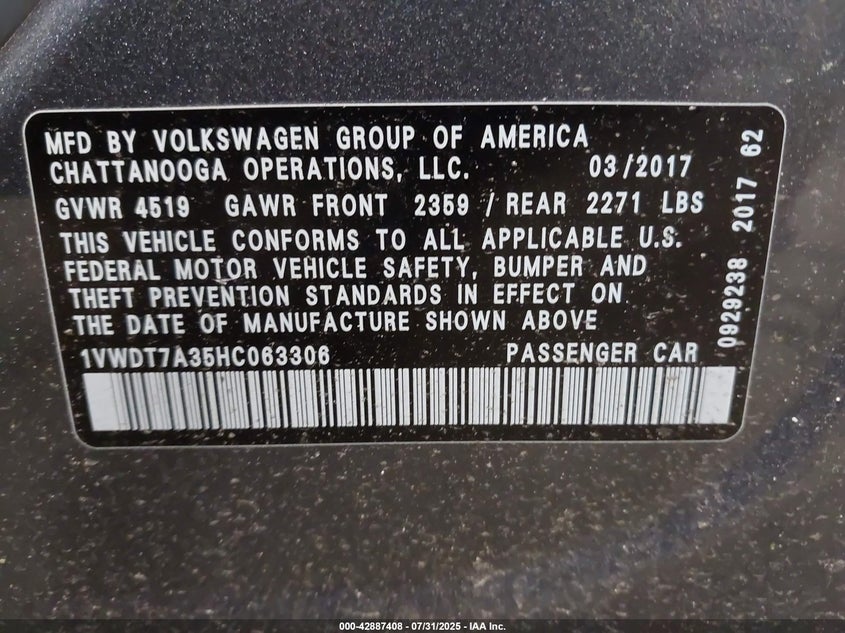 MFD BY VOLKSWAGEN GROUP OF AMERICA
CHATTANOOGA OPERATIONS, LLC. 03/2017
GVWR 4519 GAWR FRONT 2359 / REAR 2271 LBS
THIS VEHICLE CONFORMS TO ALL APPLICABLE U.S.
FEDERAL MOTOR VEHICLE SAFETY, BUMPER AND
THEFT PREVENTION STANDARDS IN EFFECT ON
THE DATE OF MANUFACTURE SHOWN ABOVE
1VWDT7A35HC063306 PASSENGER CAR
0929238 2017 62
000-42887408 - 07/31/2025 - IAA Inc.